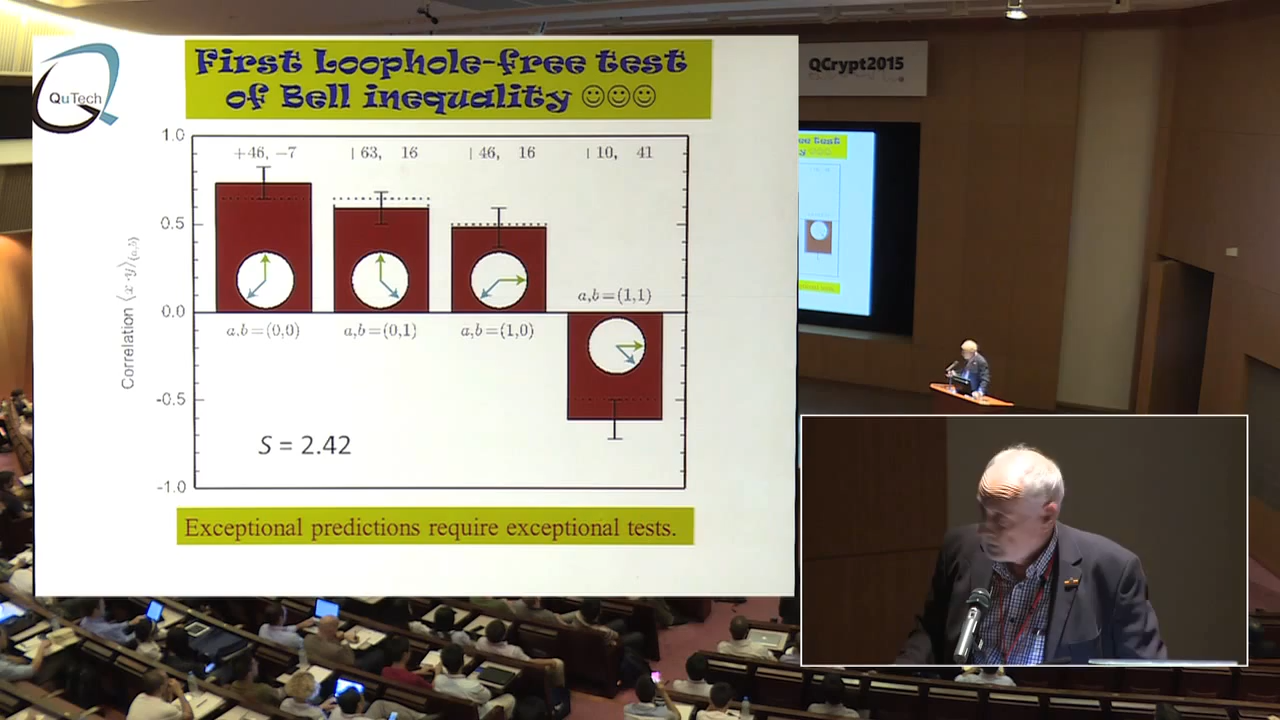 First Loophole-free test
of Bell inequality ☺☺☺
QuTech
QCrypt2015
1.0
+46, −7
63, 16
46, 16
10, 41
0.5
Correlation ⟨x·y⟩(a,b)
a,b=(1,1)
0.0
a,b=(0,0)
a,b=(0,1)
a,b=(1,0)
-0.5
S = 2.42
-1.0
Exceptional predictions require exceptional tests.